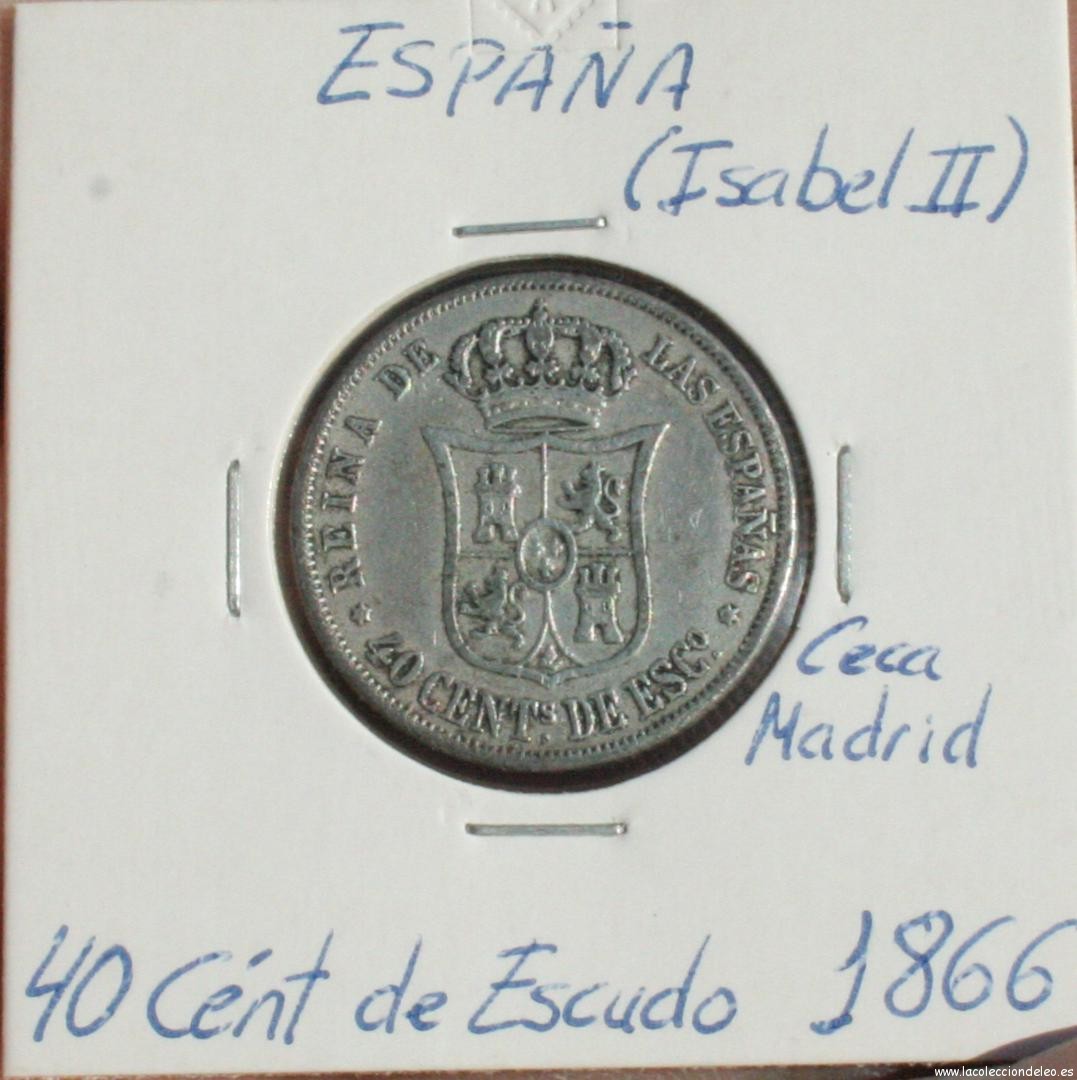 ESPAÑA
(Isabel II)
REINA DE LAS ESPAÑAS
40 CENTS DE ESCO.
Ceca
Madrid
40 Cént de Escudo 1866
www.lacolecciondeleo.es